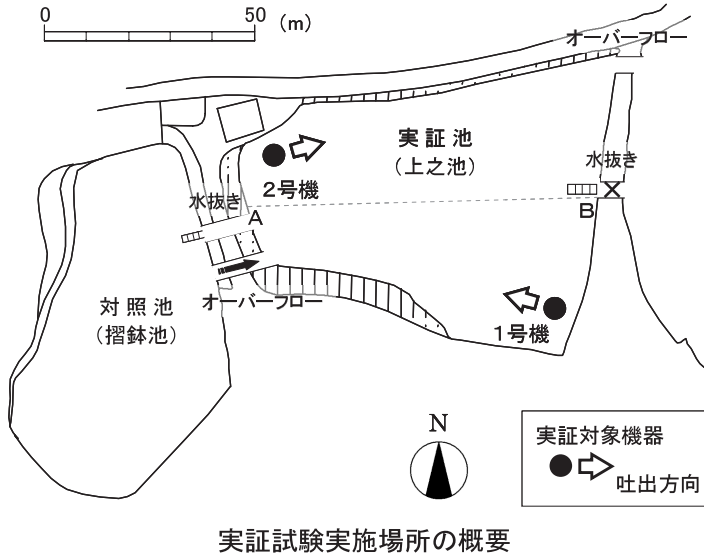 0 50 (m)
オーバーフロー
実証池
(上之池)
水抜き
2号機
水抜き
A
B
対照池
(摺鉢池)
オーバーフロー
1号機
N
実証対象機器
吐出方向
実証試験実施場所の概要